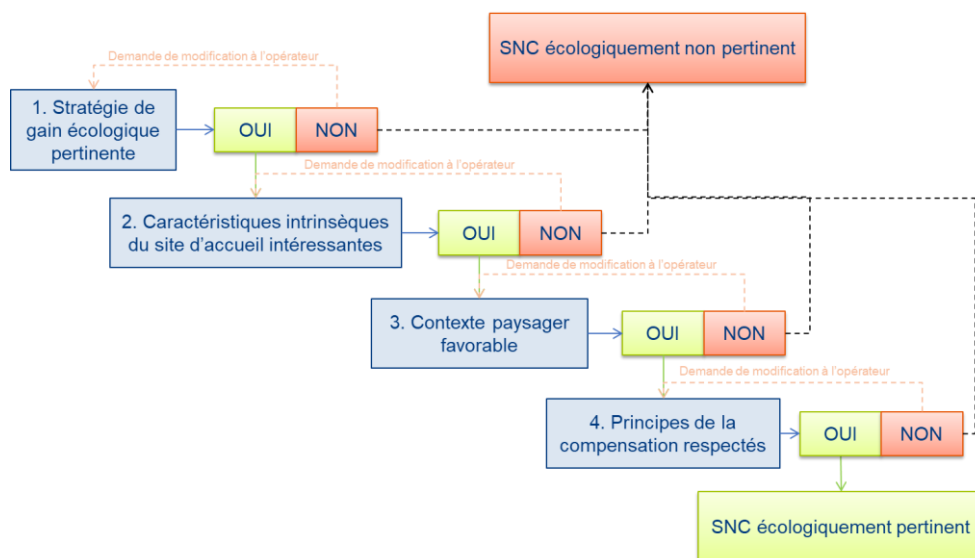 SNC écologiquement non pertinent
Demande de modification à l'opérateur
1. Stratégie de
gain écologique
pertinente
OUI
NON
Demande de modification à l'opérateur
2. Caractéristiques intrinsèques
du site d'accueil intéressantes
OUI
NON
Demande de modification à l'opérateur
3. Contexte paysager
favorable
OUI
NON
Demande de modification à l'opérateur
4. Principes de la
compensation respectés
OUI
NON
SNC écologiquement pertinent